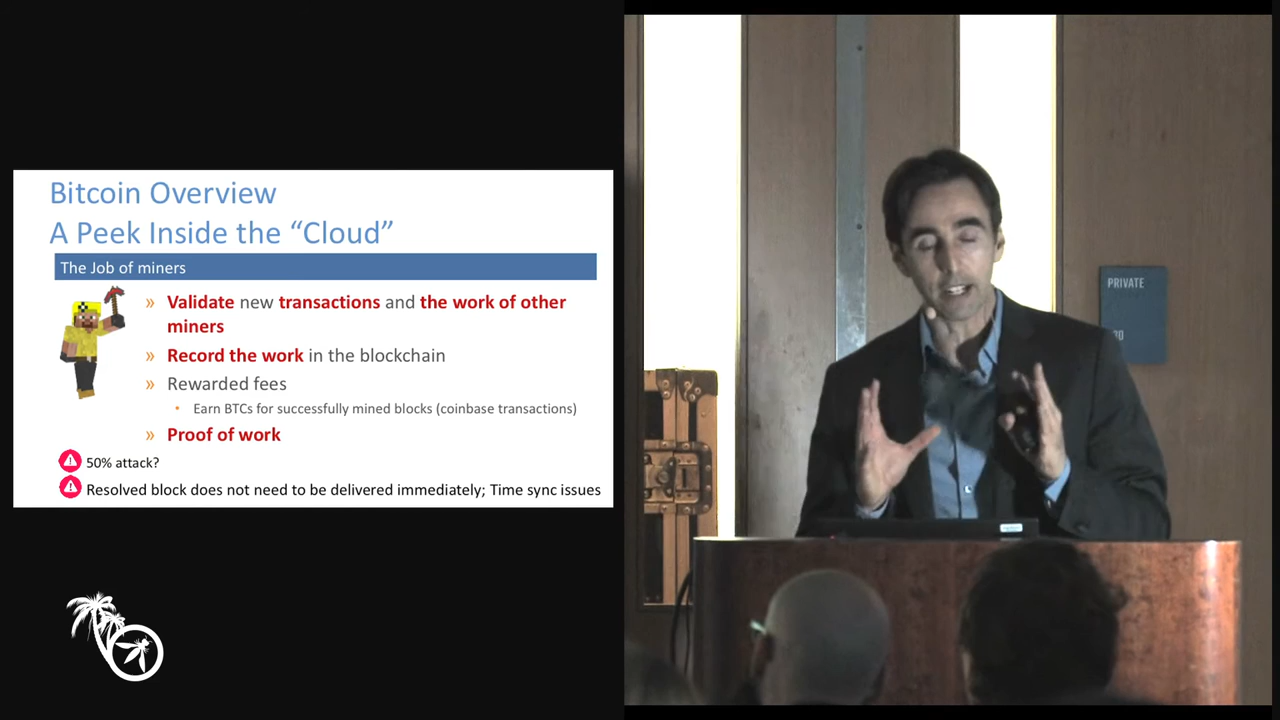 Bitcoin Overview
A Peek Inside the “Cloud”
The Job of miners
» Validate new transactions and the work of other
miners
» Record the work in the blockchain
» Rewarded fees
• Earn BTCs for successfully mined blocks (coinbase transactions)
» Proof of work
50% attack?
Resolved block does not need to be delivered immediately; Time sync issues
PRIVATE